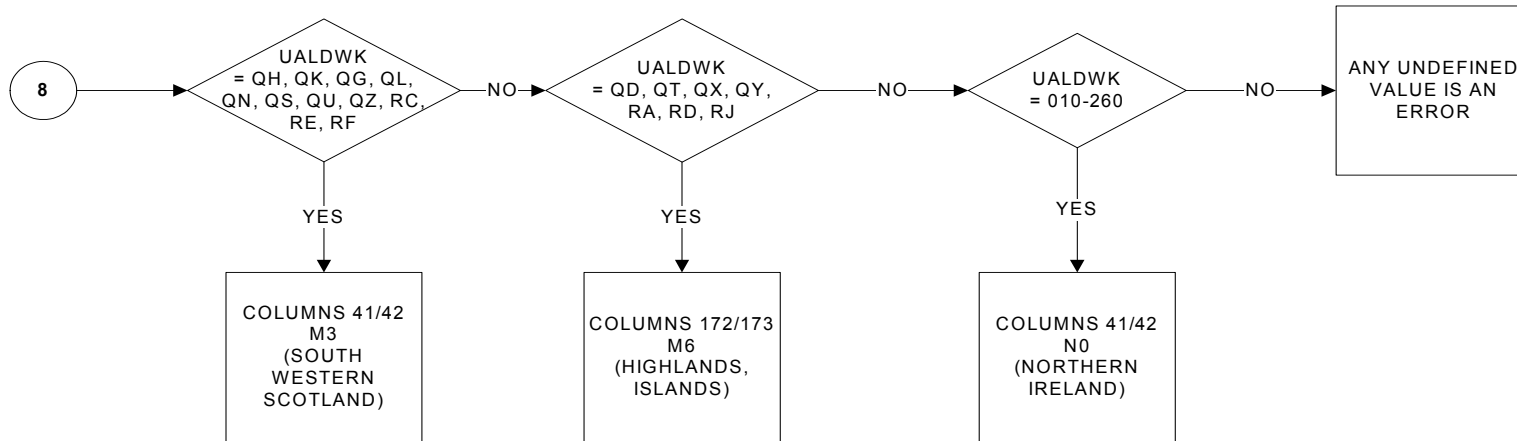 8
UALDWK
= QH, QK, QG, QL,
QN, QS, QU, QZ, RC,
RE, RF
NO
UALDWK
= QD, QT, QX, QY,
RA, RD, RJ
NO
UALDWK
= 010-260
NO
ANY UNDEFINED
VALUE IS AN
ERROR
YES
YES
YES
COLUMNS 41/42
M3
(SOUTH
WESTERN
SCOTLAND)
COLUMNS 172/173
M6
(HIGHLANDS,
ISLANDS)
COLUMNS 41/42
N0
(NORTHERN
IRELAND)